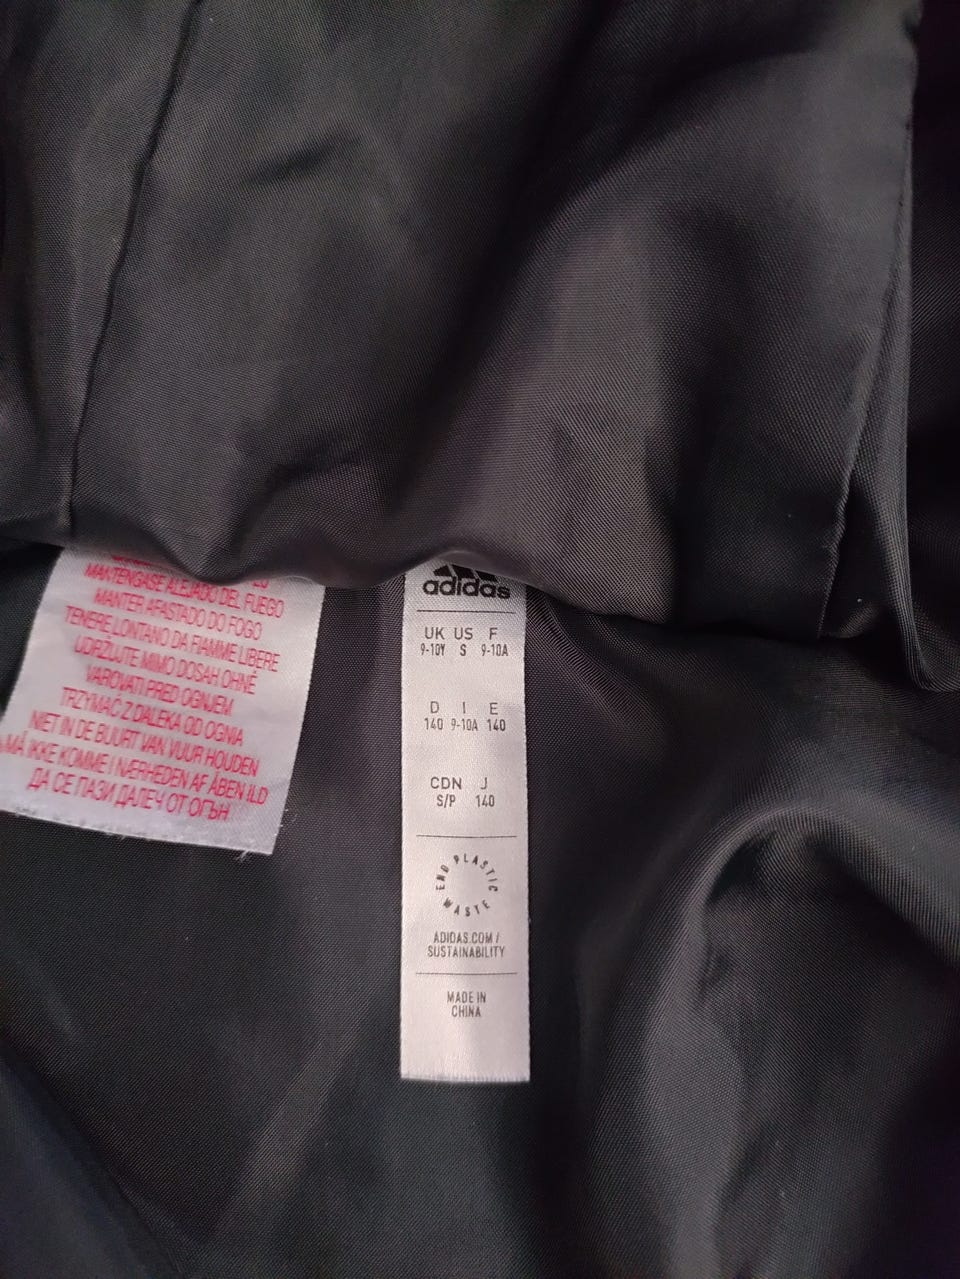 MANTÉNGASE ALEJADO DEL FUEGO
MANTER AFASTADO DO FOGO
TENERE LONTANO DA FIAMME LIBERE
UDRŽUJTE MIMO DOSAH OHNĚ
VAROVATI PRED OGNJEM
TRZYMAĆ Z DALEKA OD OGNIA
NIET IN DE BUURT VAN VUUR HOUDEN
MÅ IKKE KOMME I NÆRHEDEN AF ÅBEN ILD
ДА СЕ ПАЗИ ДАЛЕЧ ОТ ОГЪН
adidas
UK US F
9-10Y S 9-10A
D I E
140 9-10A 140
CDN J
S/P 140
END PLASTIC WASTE
ADIDAS.COM/
SUSTAINABILITY
MADE IN
CHINA